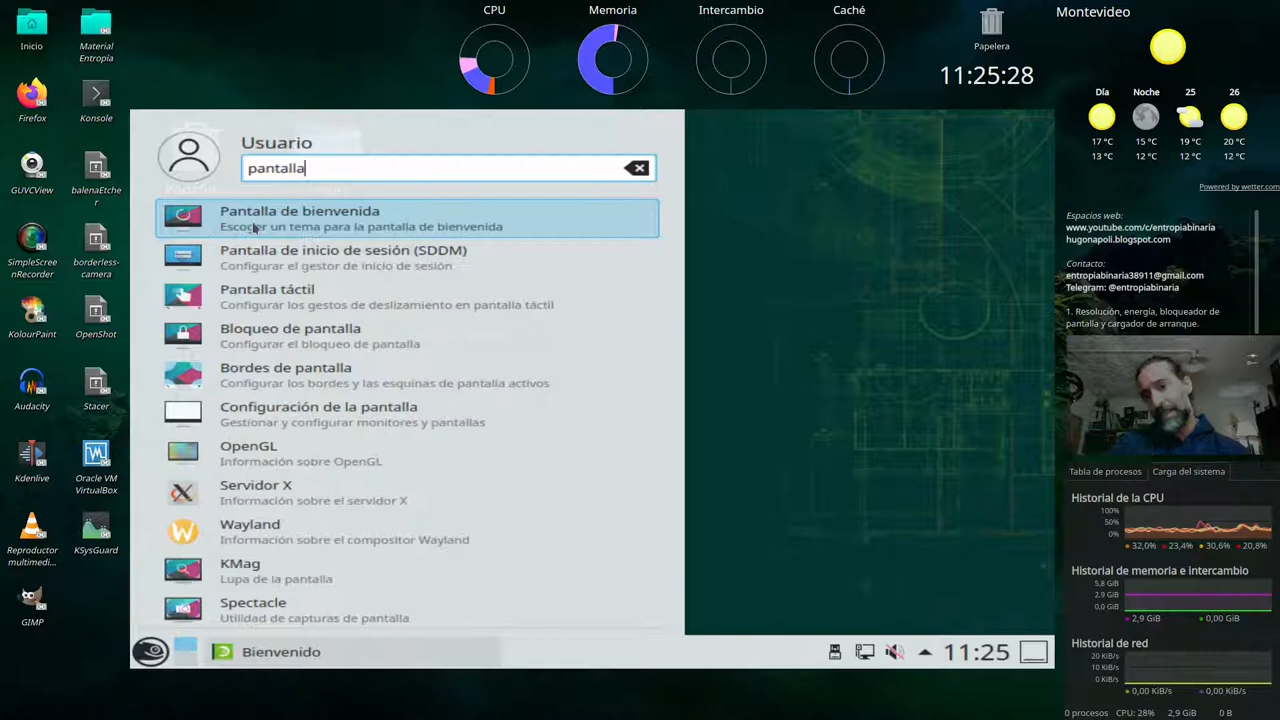 Inicio
Material
Entropía
Firefox
Konsole
GUVCView
balenaEtche
r
SimpleScree
nRecorder
borderless-
camera
KolourPaint
OpenShot
Audacity
Stacer
Kdenlive
Oracle VM
VirtualBox
Reproductor
multimedi...
KSysGuard
GIMP
CPU
Memoria
Intercambio
Caché
Papelera
11:25:28
Montevideo
Día
Noche
25
26
17 °C
15 °C
19 °C
20 °C
13 °C
12 °C
12 °C
12 °C
Powered by wetter.com
Usuario
pantalla
Pantalla de bienvenida
Escoger un tema para la pantalla de bienvenida
Pantalla de inicio de sesión (SDDM)
Configurar el gestor de inicio de sesión
Pantalla táctil
Configurar los gestos de deslizamiento en pantalla táctil
Bloqueo de pantalla
Configurar el bloqueo de pantalla
Bordes de pantalla
Configurar los bordes y las esquinas de pantalla activos
Configuración de la pantalla
Gestionar y configurar monitores y pantallas
OpenGL
Información sobre OpenGL
Servidor X
Información sobre el servidor X
Wayland
Información sobre el compositor Wayland
KMag
Lupa de la pantalla
Spectacle
Utilidad de capturas de pantalla
Bienvenido
11:25
Espacios web:
www.youtube.com/c/entropiabinaria
hugonapoli.blogspot.com
Contacto:
entropiabinaria38911@gmail.com
Telegram: @entropiabinaria
1. Resolución, energía, bloqueador de
pantalla y cargador de arranque.
Tabla de procesos
Carga del sistema
Historial de la CPU
100%
50%
0%
32,0%
23,4%
30,6%
20,8%
Historial de memoria e intercambio
5,8 GiB
2.9 GiB
0.0 GiB
2,9 GiB
0,00 GiB
Historial de red
20 KiB/s
10 KiB/s
0 KiB/s
0,00 KiB/s
0,00 KiB/s
0 procesos
CPU: 28%
2,9 GiB
0 B